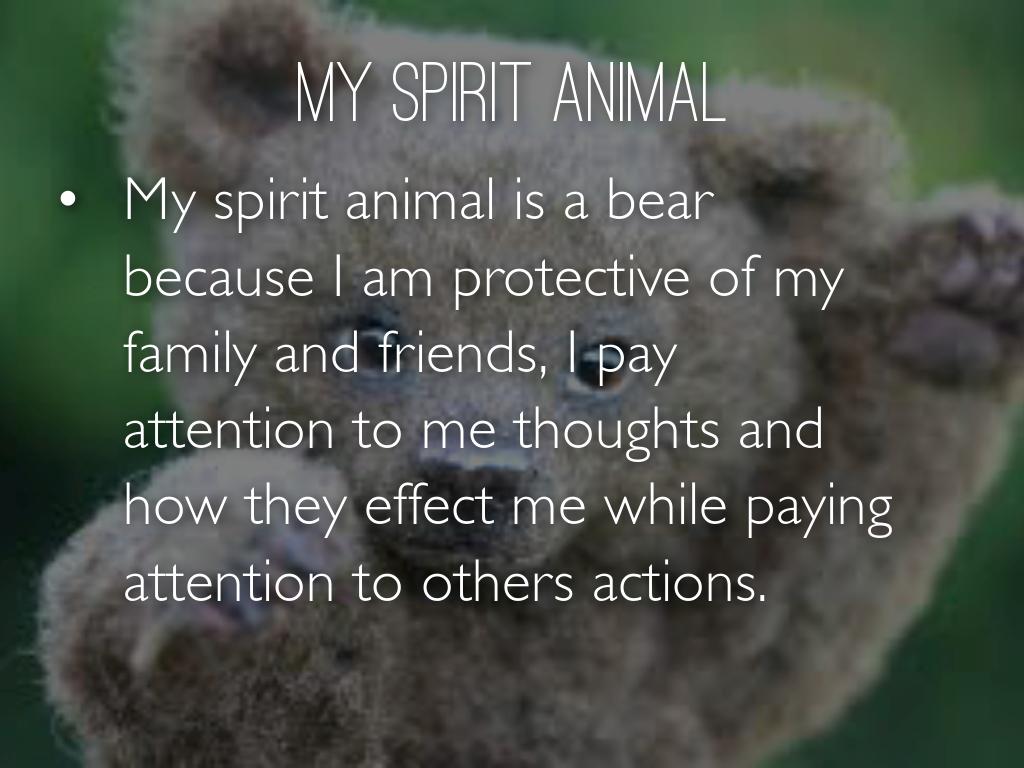 MY SPIRIT ANIMAL
• My spirit animal is a bear
because I am protective of my
family and friends, I pay
attention to me thoughts and
how they effect me while paying
attention to others actions.